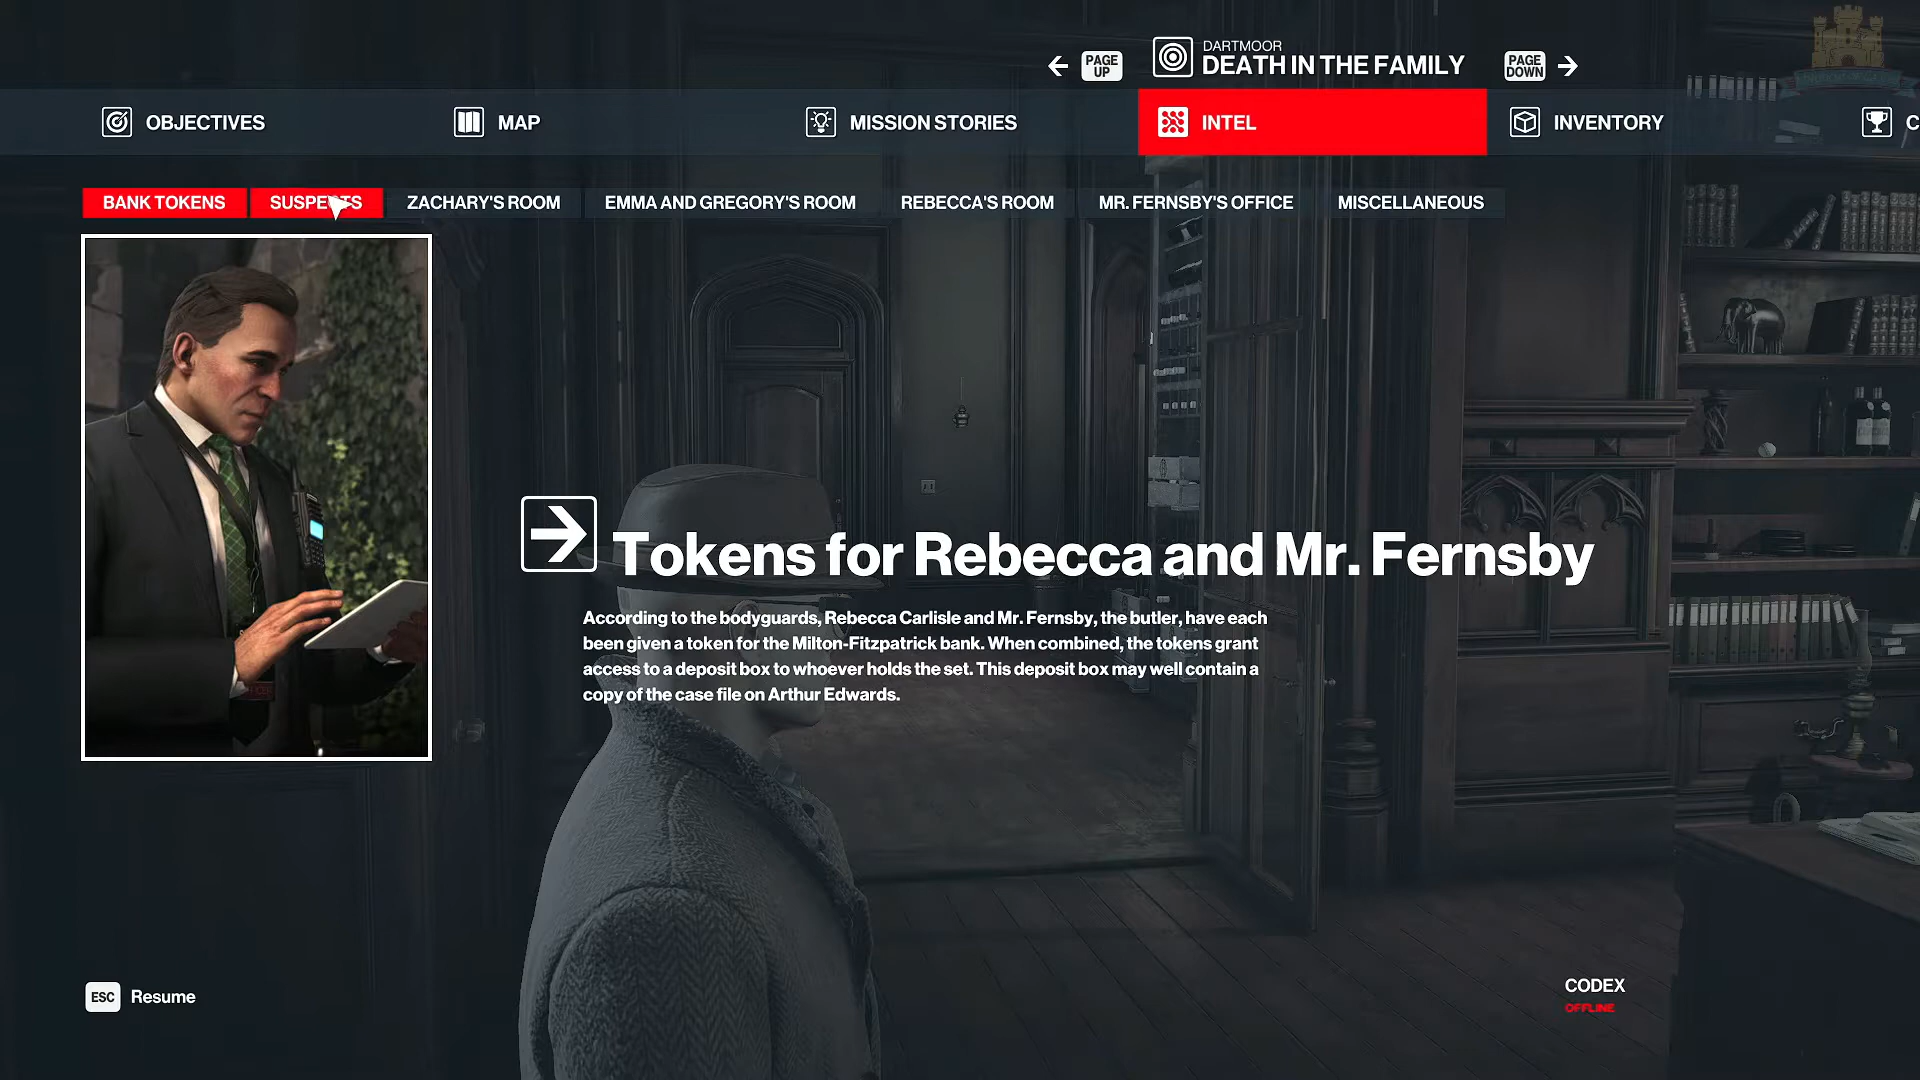 PAGE UP
DARTMOOR
DEATH IN THE FAMILY
PAGE DOWN
OBJECTIVES
MAP
MISSION STORIES
INTEL
INVENTORY
C
BANK TOKENS
SUSPECTS
ZACHARY'S ROOM
EMMA AND GREGORY'S ROOM
REBECCA'S ROOM
MR. FERNSBY'S OFFICE
MISCELLANEOUS
Tokens for Rebecca and Mr. Fernsby
According to the bodyguards, Rebecca Carlisle and Mr. Fernsby, the butler, have each
been given a token for the Milton-Fitzpatrick bank. When combined, the tokens grant
access to a deposit box to whoever holds the set. This deposit box may well contain a
copy of the case file on Arthur Edwards.
ESC Resume
CODEX
OFFLINE